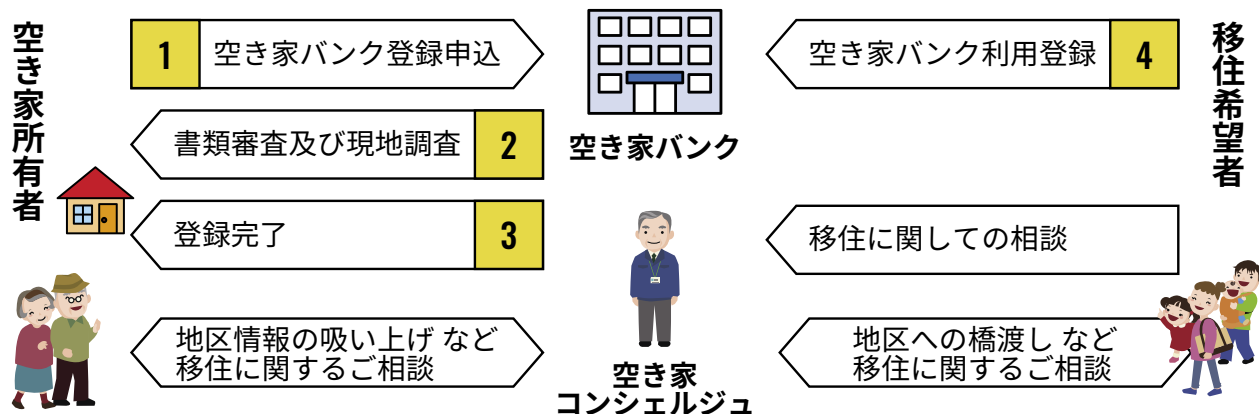 空き家所有者
1 空き家バンク登録申込
書類審査及び現地調査 2
登録完了 3
地区情報の吸い上げ など
移住に関するご相談
空き家バンク
空き家
コンシェルジュ
空き家バンク利用登録 4
移住に関しての相談
地区への橋渡し など
移住に関するご相談
移住希望者